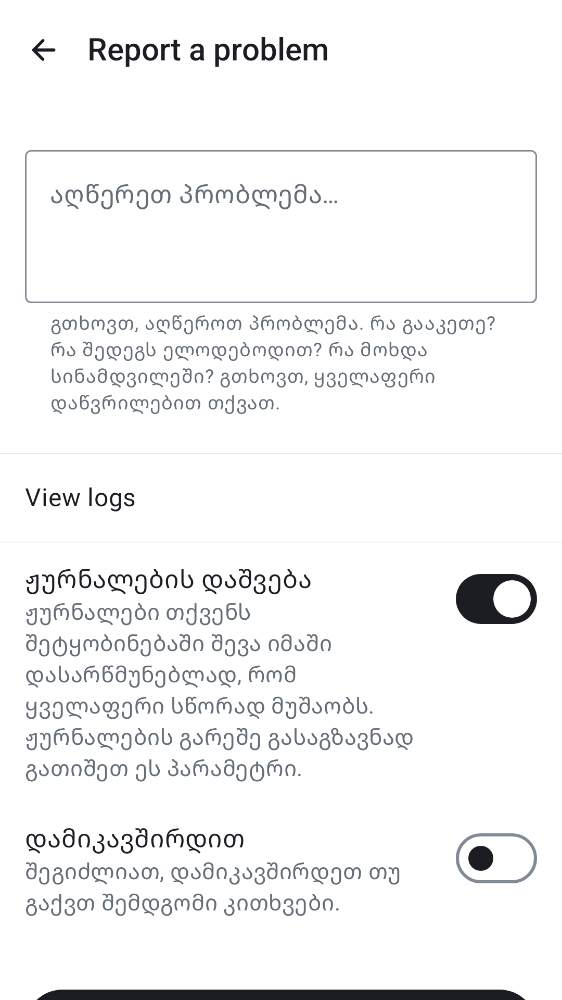 Report a problem
აღწერეთ პრობლემა...
გთხოვთ, აღწეროთ პრობლემა. რა გააკეთე?
რა შედეგს ელოდებოდით? რა მოხდა
სინამდვილეში? გთხოვთ, ყველაფერი
დაწვრილებით თქვათ.
View logs
ჟურნალების დაშვება
ჟურნალები თქვენს
შეტყობინებაში შევა იმაში
დასარწმუნებლად, რომ
ყველაფერი სწორად მუშაობს.
ჟურნალების გარეშე გასაგზავნად
გათიშეთ ეს პარამეტრი.
დამიკავშირდით
შეგიძლიათ, დამიკავშირდეთ თუ
გაქვთ შემდგომი კითხვები.